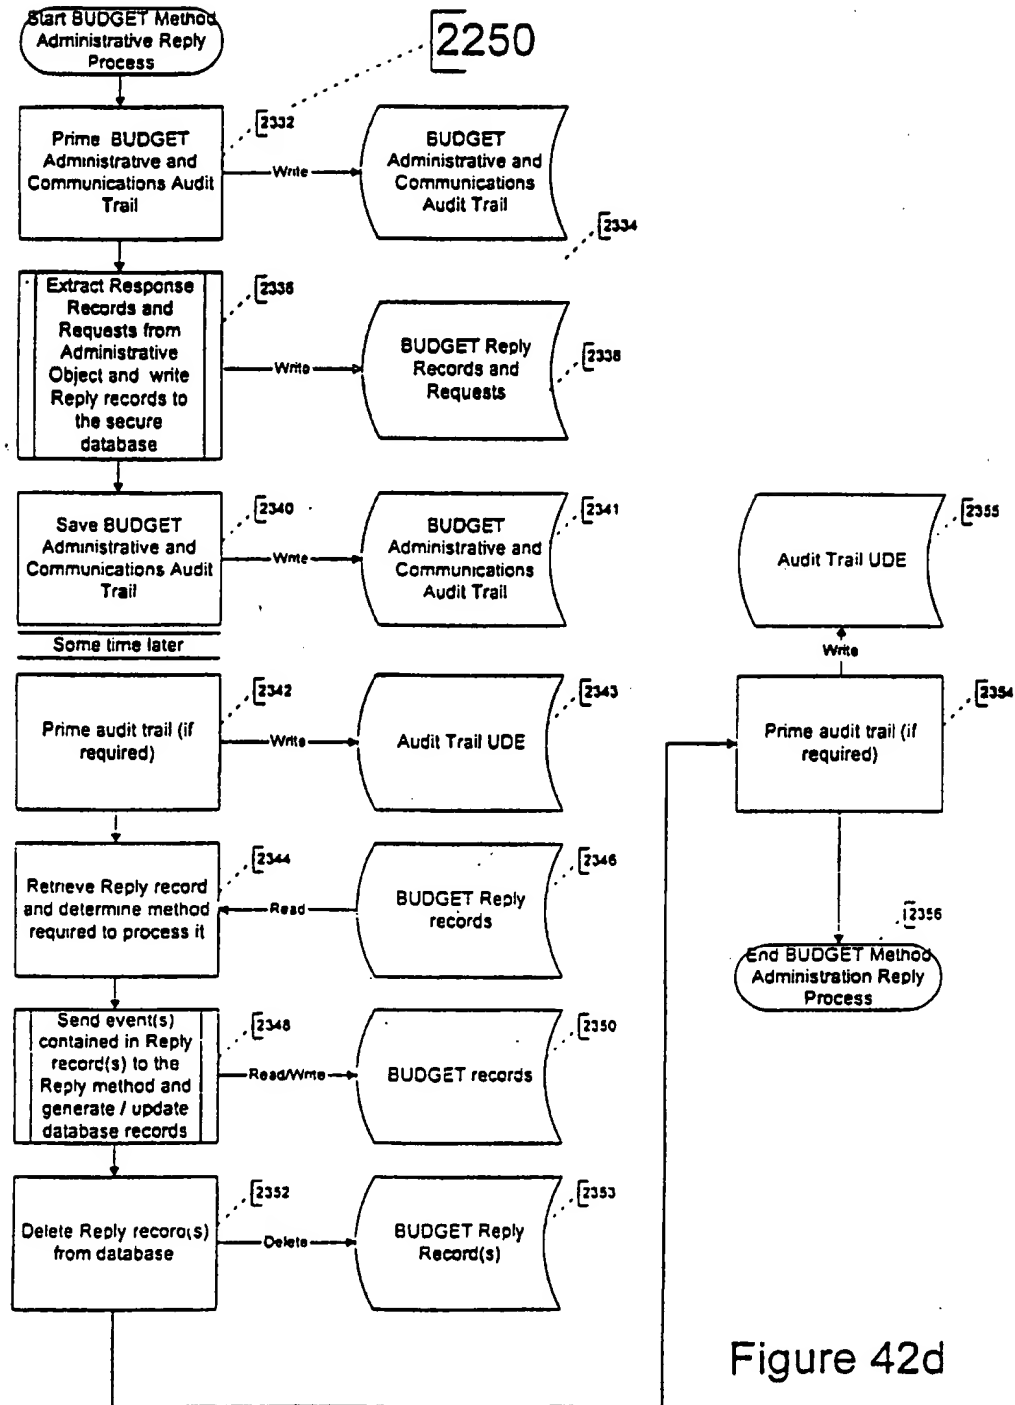 Start BUDGET Method
Administrative Reply
Process
2250
Prime BUDGET
Administrative and
Communications Audit
Trail
2332
Write
BUDGET
Administrative and
Communications
Audit Trail
2334
Extract Response
Records and
Requests from
Administrative
Object and write
Reply records to
the secure
database
2336
Write
BUDGET Reply
Records and
Requests
2338
Save BUDGET
Administrative and
Communications Audit
Trail
2340
Write
BUDGET
Administrative and
Communications
Audit Trail
2341
Some time later
Prime audit trail (if
required)
2342
Write
Audit Trail UDE
2343
Retrieve Reply record
and determine method
required to process it
2344
Read
BUDGET Reply
records
2346
Send event(s)
contained in Reply
record(s) to the
Reply method and
generate / update
database records
2348
Read/Write
BUDGET records
2350
Delete Reply record(s)
from database
2352
Delete
BUDGET Reply
Record(s)
2353
Audit Trail UDE
2355
Write
Prime audit trail (if
required)
2354
2356
End BUDGET Method
Administration Reply
Process
Figure 42d